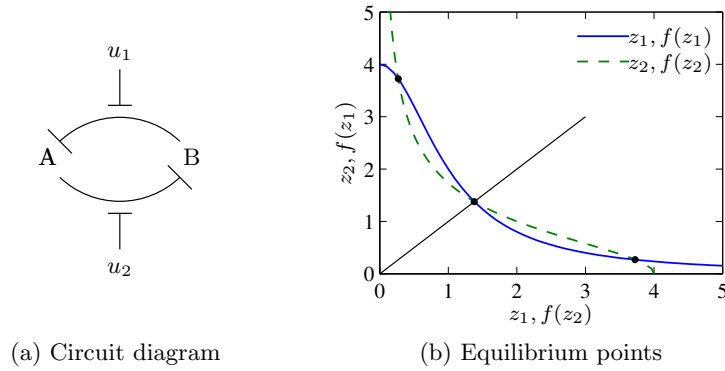 u1
A B
u2
(a) Circuit diagram
5
4
3
2
1
0
z2, f(z1)
z1, f(z1)
z2, f(z2)
0 1 2 3 4 5
z1, f(z2)
(b) Equilibrium points